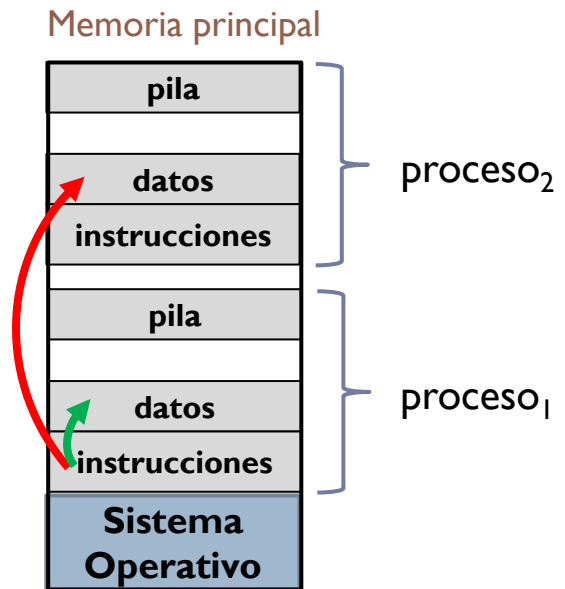 Memoria principal
pila
datos
instrucciones
proceso₂
pila
datos
instrucciones
proceso₁
Sistema
Operativo